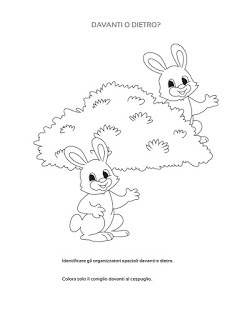 DAVANTI O DIETRO?
Identificare gli organizzatori spaziali davanti e dietro.
Colora solo il coniglio davanti al cespuglio.